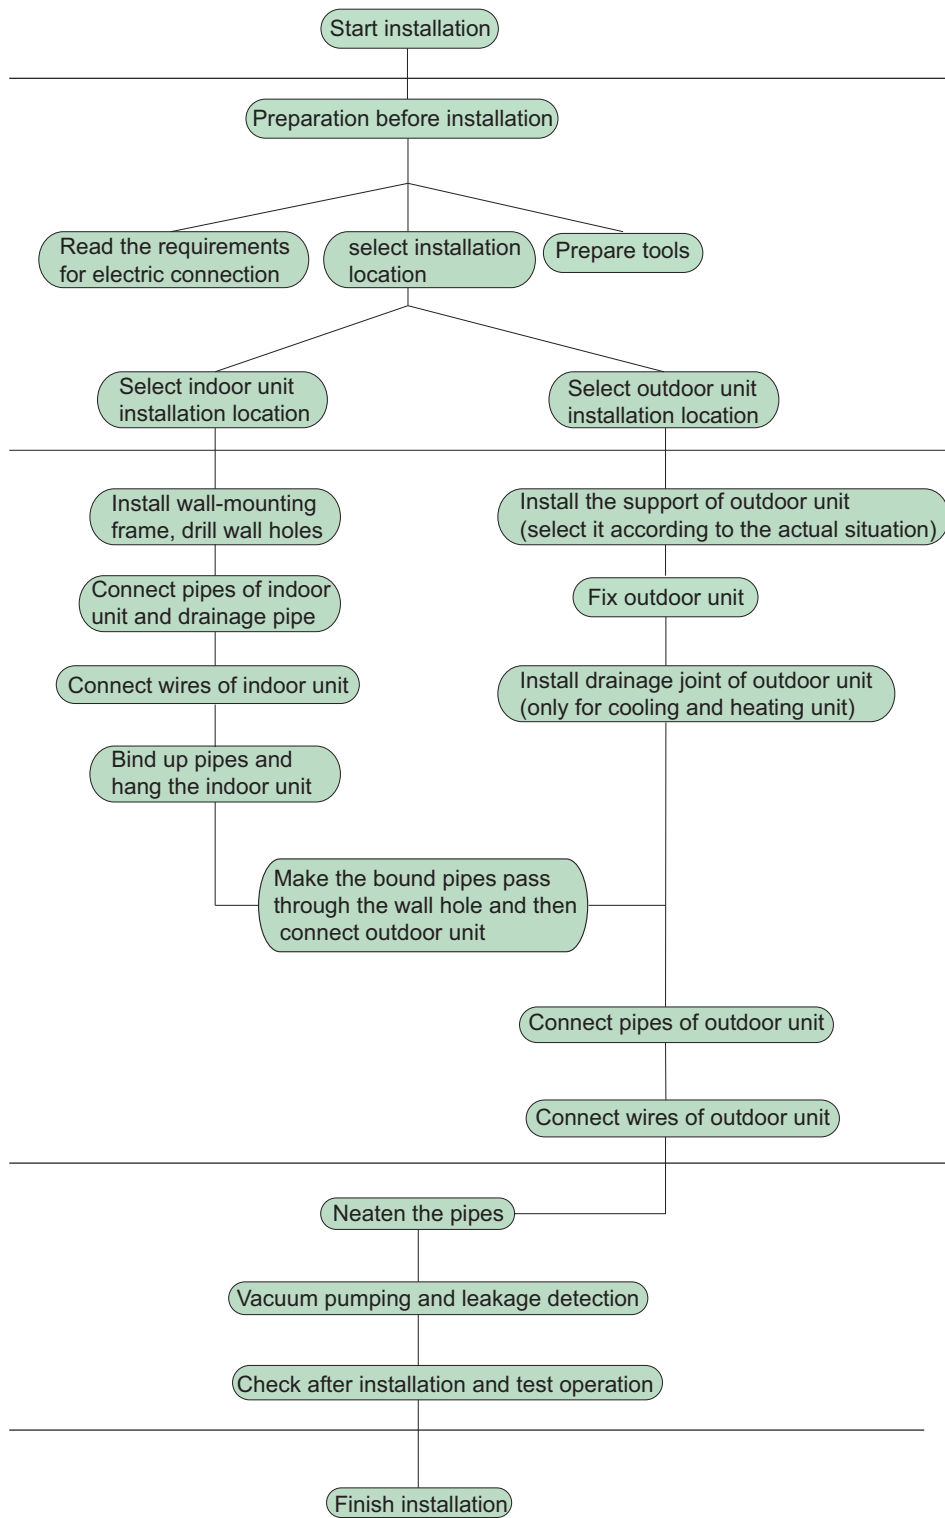 Start installation
Preparation before installation
Read the requirements
for electric connection
select installation
location
Prepare tools
Select indoor unit
installation location
Select outdoor unit
installation location
Install wall-mounting
frame, drill wall holes
Install the support of outdoor unit
(select it according to the actual situation)
Connect pipes of indoor
unit and drainage pipe
Fix outdoor unit
Connect wires of indoor unit
Install drainage joint of outdoor unit
(only for cooling and heating unit)
Bind up pipes and
hang the indoor unit
Make the bound pipes pass
through the wall hole and then
connect outdoor unit
Connect pipes of outdoor unit
Connect wires of outdoor unit
Neaten the pipes
Vacuum pumping and leakage detection
Check after installation and test operation
Finish installation